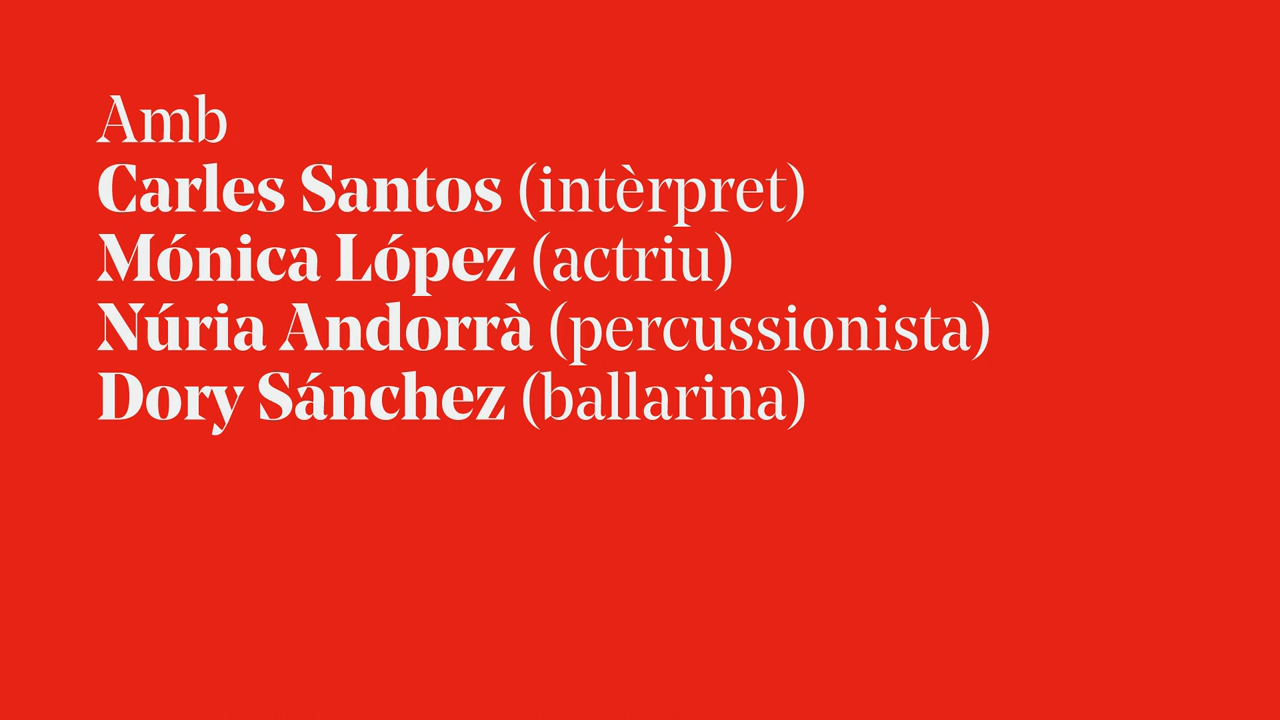 Amb
Carles Santos (intèrpret)
Mónica López (actriu)
Núria Andorrà (percussionista)
Dory Sánchez (ballarina)